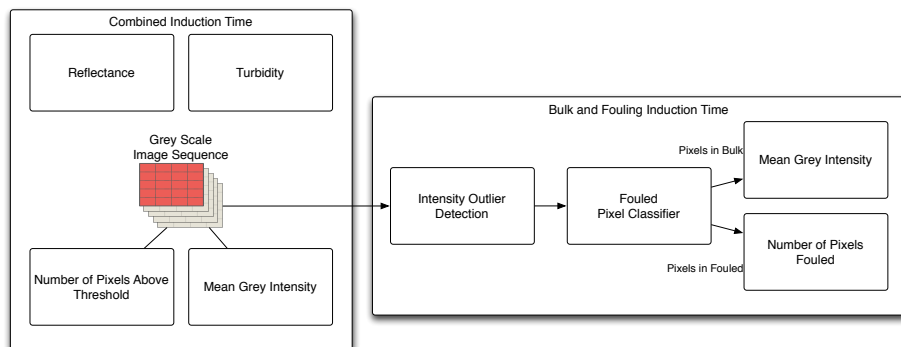 Combined Induction Time
Reflectance
Turbidity
Grey Scale
Image Sequence
Number of Pixels Above
Threshold
Mean Grey Intensity
Bulk and Fouling Induction Time
Intensity Outlier
Detection
Fouled
Pixel Classifier
Pixels in Bulk
Mean Grey Intensity
Pixels in Fouled
Number of Pixels
Fouled